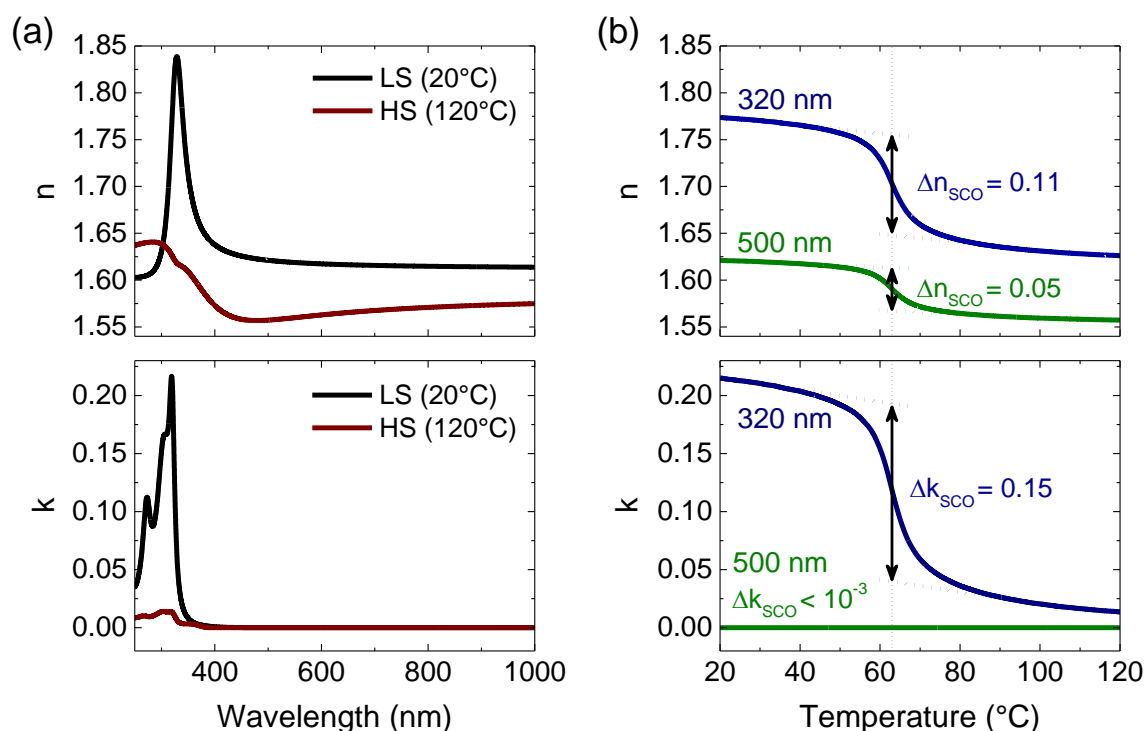 (a)
1.85
1.80
1.75
1.70
1.65
1.60
1.55
n
LS (20°C)
HS (120°C)
0.20
0.15
0.10
0.05
0.00
k
LS (20°C)
HS (120°C)
400 600 800 1000
Wavelength (nm)
(b)
1.85
1.80
1.75
1.70
1.65
1.60
1.55
n
320 nm
Δn_SCO = 0.11
500 nm
Δn_SCO = 0.05
0.20
0.15
0.10
0.05
0.00
k
320 nm
Δk_SCO = 0.15
500 nm
Δk_SCO < 10⁻³
20 40 60 80 100 120
Temperature (°C)